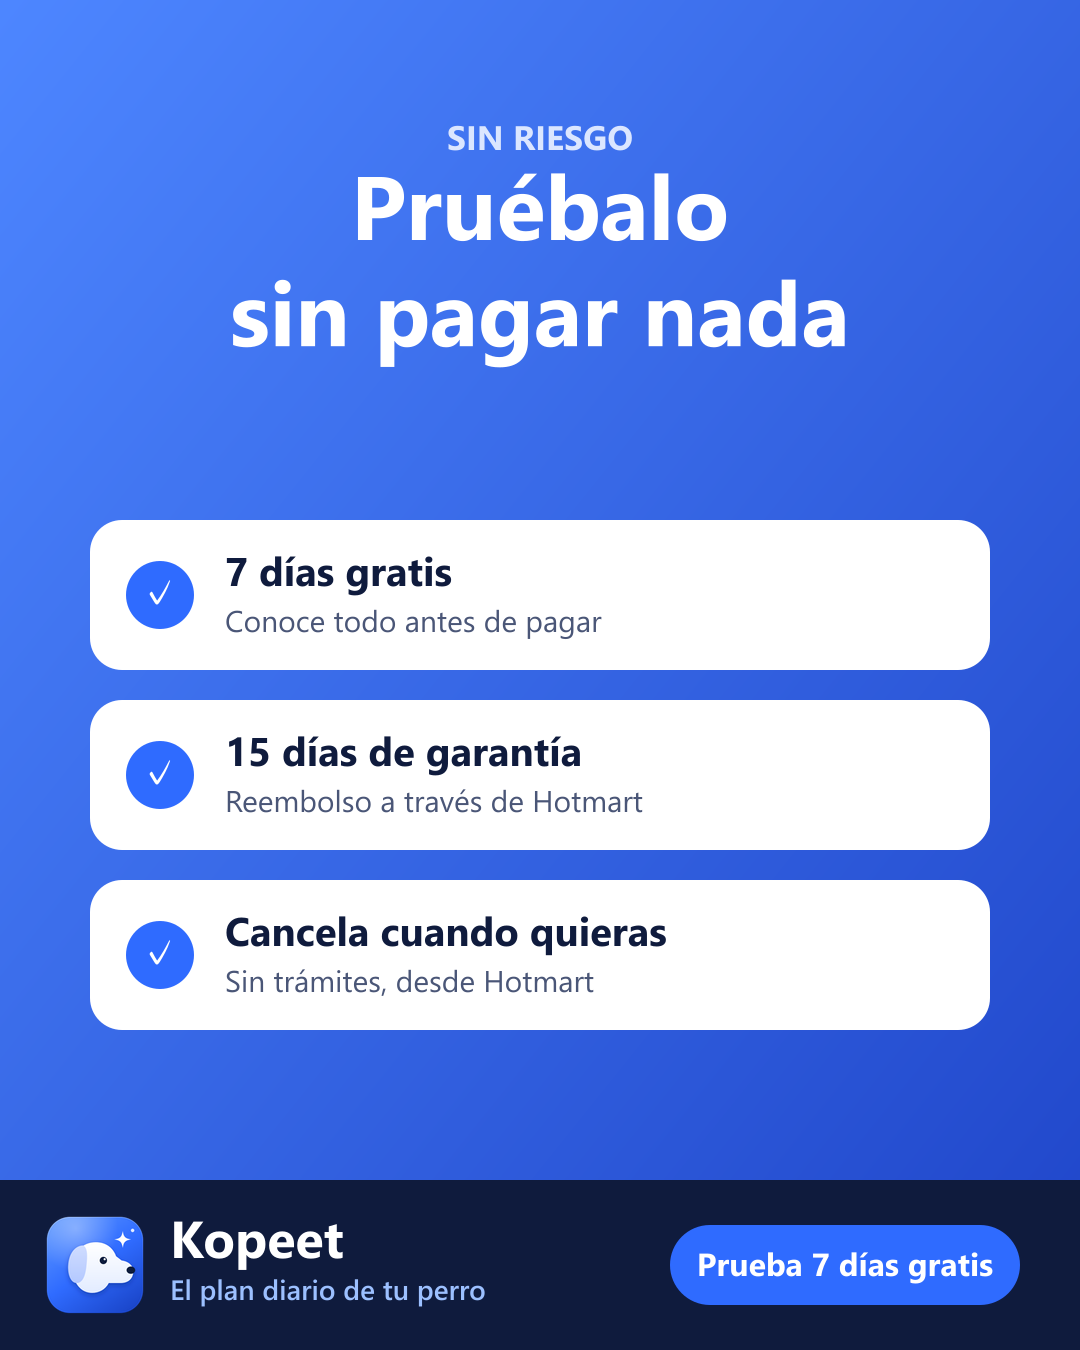 SIN RIESGO
Pruébalo
sin pagar nada
7 días gratis
Conoce todo antes de pagar
15 días de garantía
Reembolso a través de Hotmart
Cancela cuando quieras
Sin trámites, desde Hotmart
Kopeet
El plan diario de tu perro
Prueba 7 días gratis